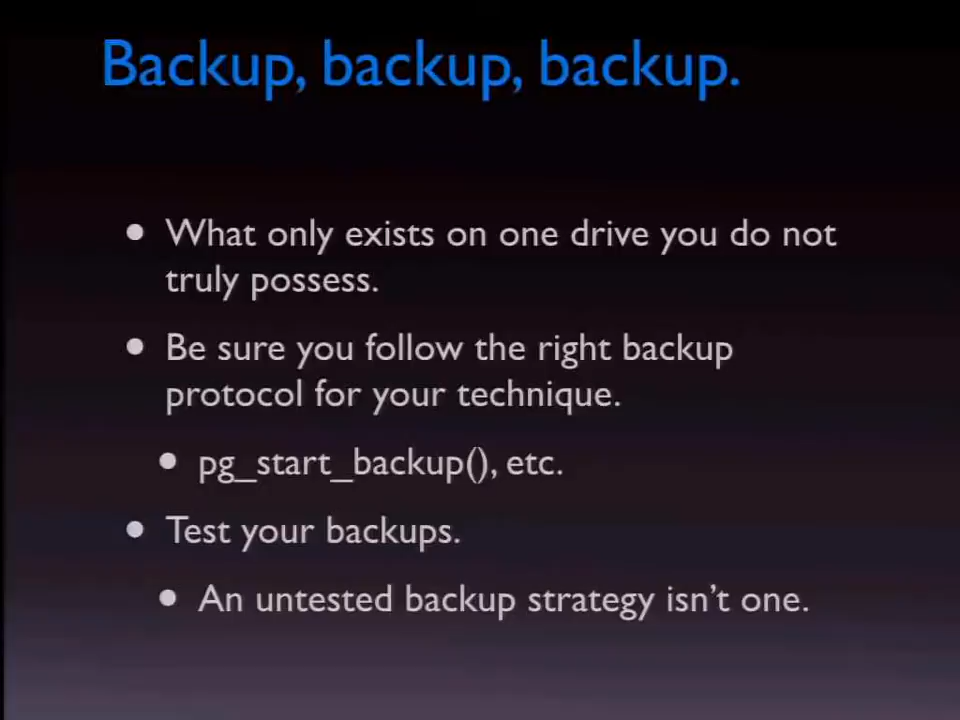 Backup, backup, backup.
• What only exists on one drive you do not
truly possess.
• Be sure you follow the right backup
protocol for your technique.
• pg_start_backup(), etc.
• Test your backups.
• An untested backup strategy isn't one.